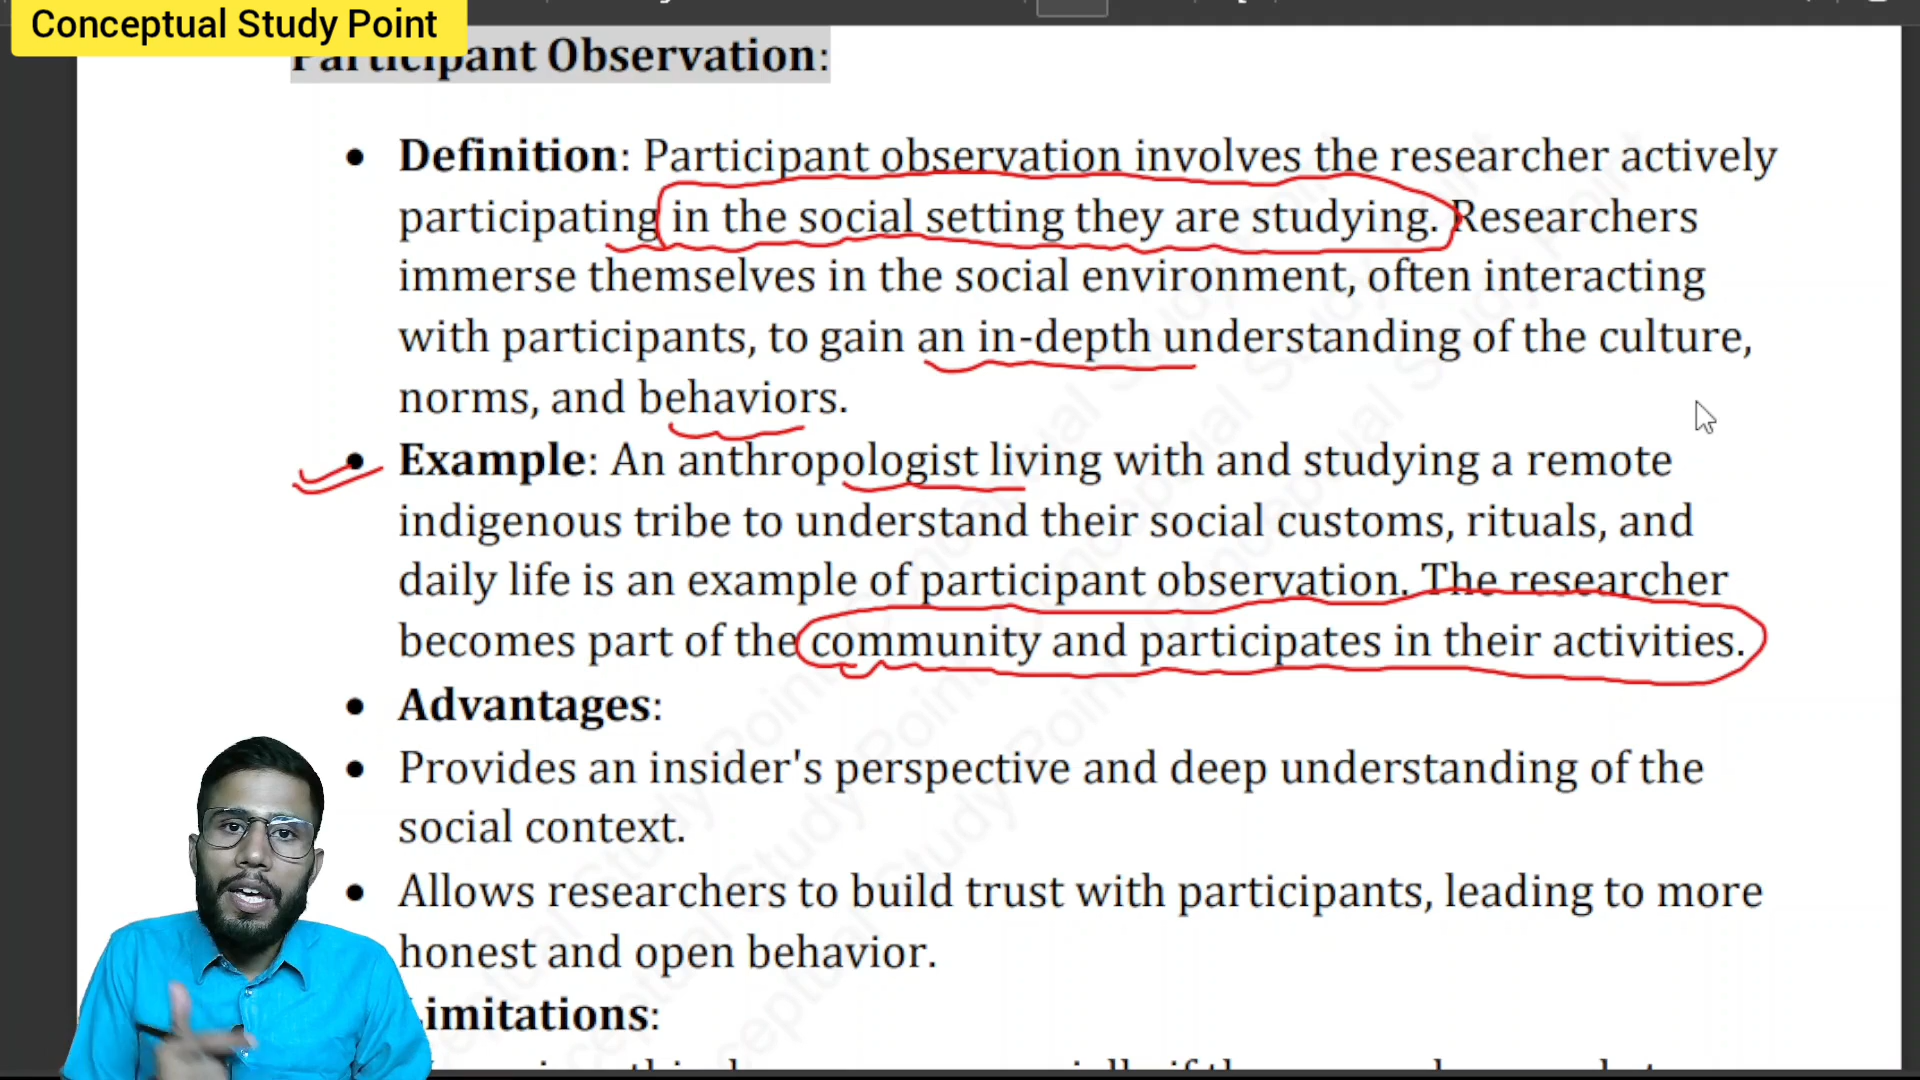 Conceptual Study Point
Participant Observation:
• Definition: Participant observation involves the researcher actively
participating in the social setting they are studying. Researchers
immerse themselves in the social environment, often interacting
with participants, to gain an in-depth understanding of the culture,
norms, and behaviors.
• Example: An anthropologist living with and studying a remote
indigenous tribe to understand their social customs, rituals, and
daily life is an example of participant observation. The researcher
becomes part of the community and participates in their activities.
• Advantages:
• Provides an insider's perspective and deep understanding of the
social context.
• Allows researchers to build trust with participants, leading to more
honest and open behavior.
Limitations: